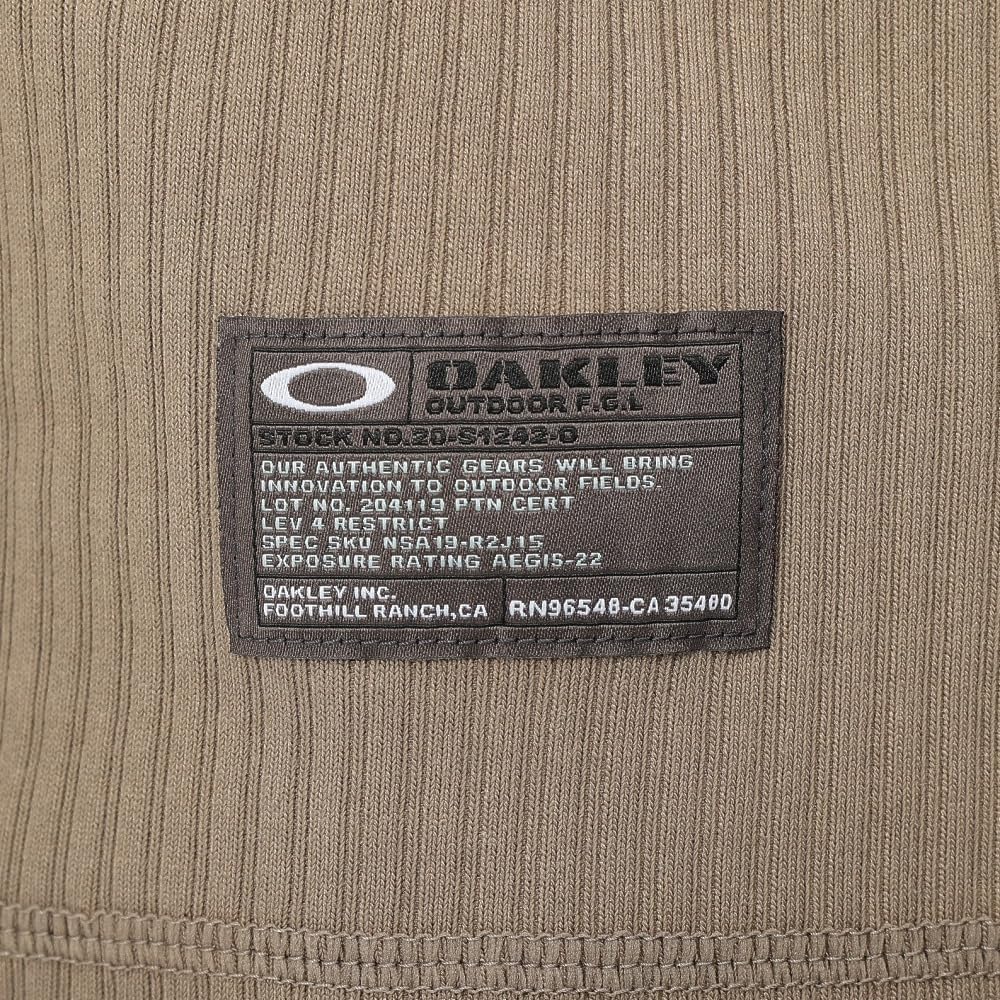 OAKLEY
OUTDOOR F.G.L
STOCK NO.20-S1242-0
OUR AUTHENTIC GEARS WILL BRING
INNOVATION TO OUTDOOR FIELDS.
LOT NO. 204119 PTN CERT
LEV 4 RESTRICT
SPEC SKU NSA19-R2J15
EXPOSURE RATING AEGIS-22
OAKLEY INC.
FOOTHILL RANCH,CA
RN96548-CA 35400